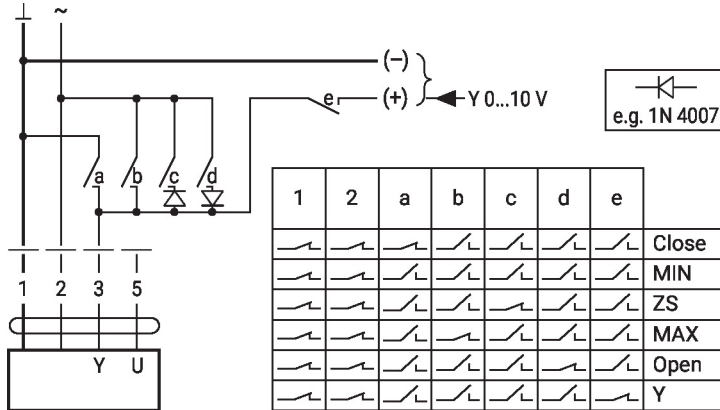 ⊥ ~
(–)
e (+) Y 0...10 V
e.g. 1N 4007
a b c d
1 2 a b c d e
Close
MIN
ZS
MAX
Open
Y
1 2 3 5
Y U